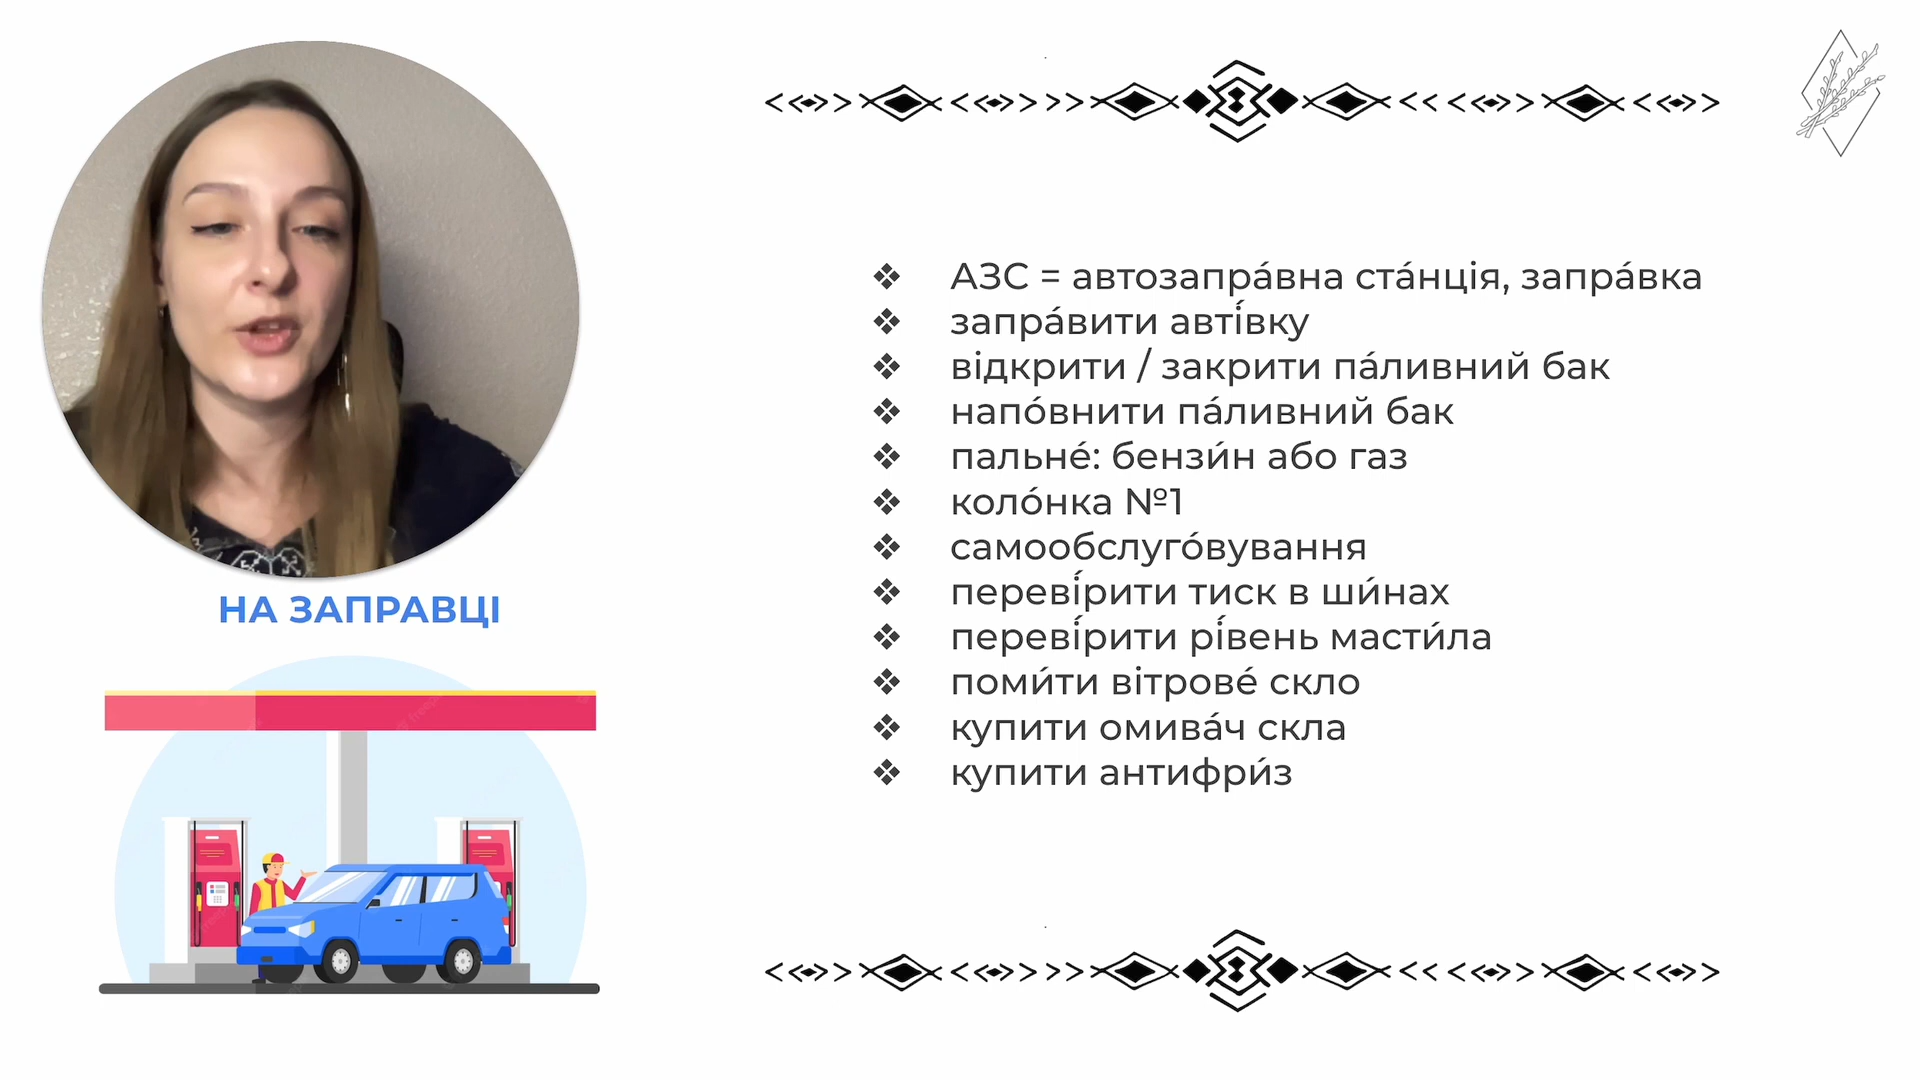 НА ЗАПРАВЦІ
❖ АЗС = автозапра́вна ста́нція, запра́вка
❖ запра́вити авті́вку
❖ відкрити / закрити па́ливний бак
❖ напо́внити па́ливний бак
❖ пальне́: бензи́н або газ
❖ коло́нка №1
❖ самообслуго́вування
❖ переві́рити тиск в ши́нах
❖ переві́рити рі́вень масти́ла
❖ поми́ти вітрове́ скло
❖ купити омива́ч скла
❖ купити антифри́з